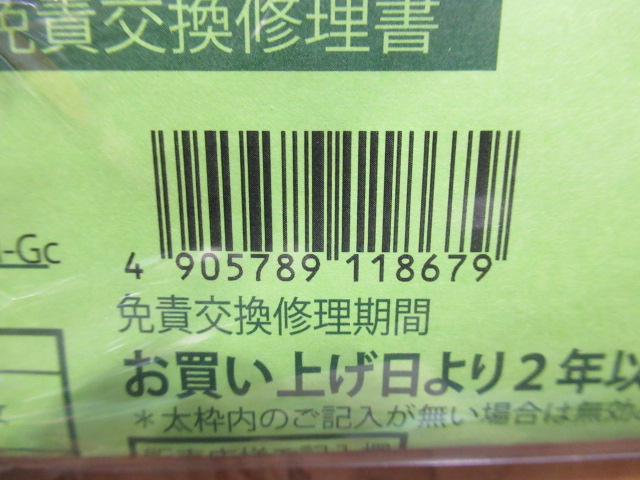 免責交換修理書
-Gc
4 905789 118679
免責交換修理期間
お買い上げ日より2年以
*太枠内のご記入が無い場合は無効